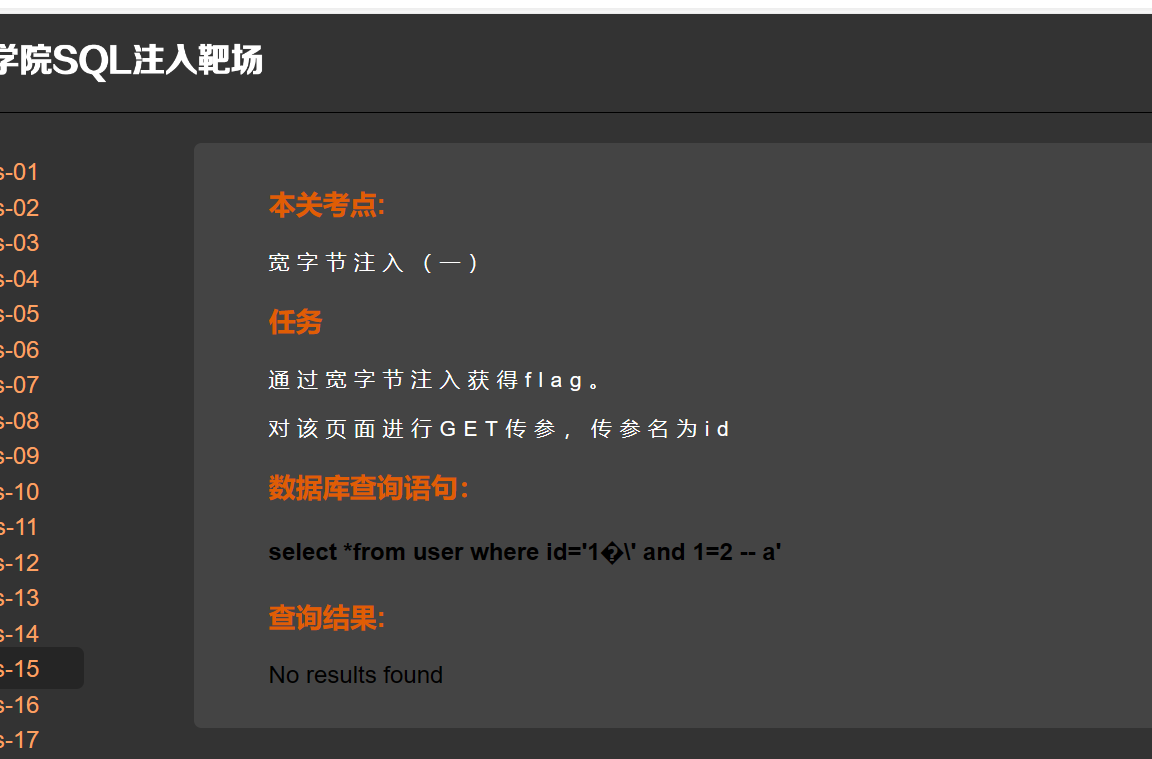 学院SQL注入靶场
s-01
s-02
s-03
s-04
s-05
s-06
s-07
s-08
s-09
s-10
s-11
s-12
s-13
s-14
s-15
s-16
s-17
本关考点:
宽字节注入（一）
任务
通过宽字节注入获得flag。
对该页面进行GET传参，传参名为id
数据库查询语句：
select *from user where id='1�\' and 1=2 -- a'
查询结果:
No results found